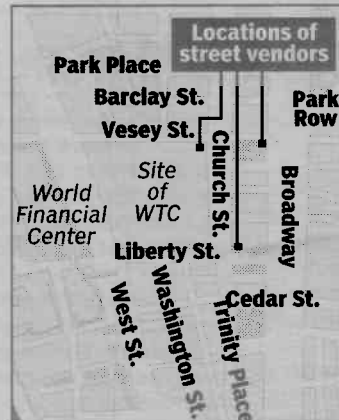 Locations of
street vendors
Park Place
Barclay St.
Park
Row
Vesey St.
Church St.
Broadway
Site
of
WTC
World
Financial
Center
Liberty St.
Washington St.
West St.
Trinity Place
Cedar St.